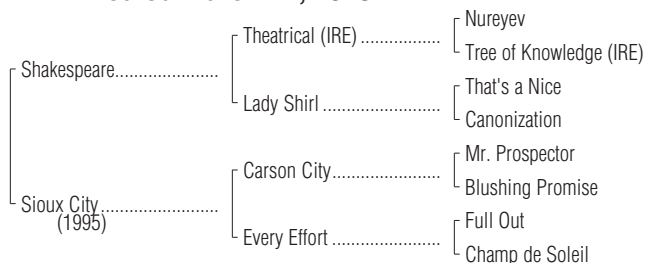 Nureyev
Theatrical (IRE)
Tree of Knowledge (IRE)
Shakespeare
That's a Nice
Lady Shirl
Canonization
Mr. Prospector
Carson City
Blushing Promise
Sioux City
(1995)
Full Out
Every Effort
Champ de Soleil